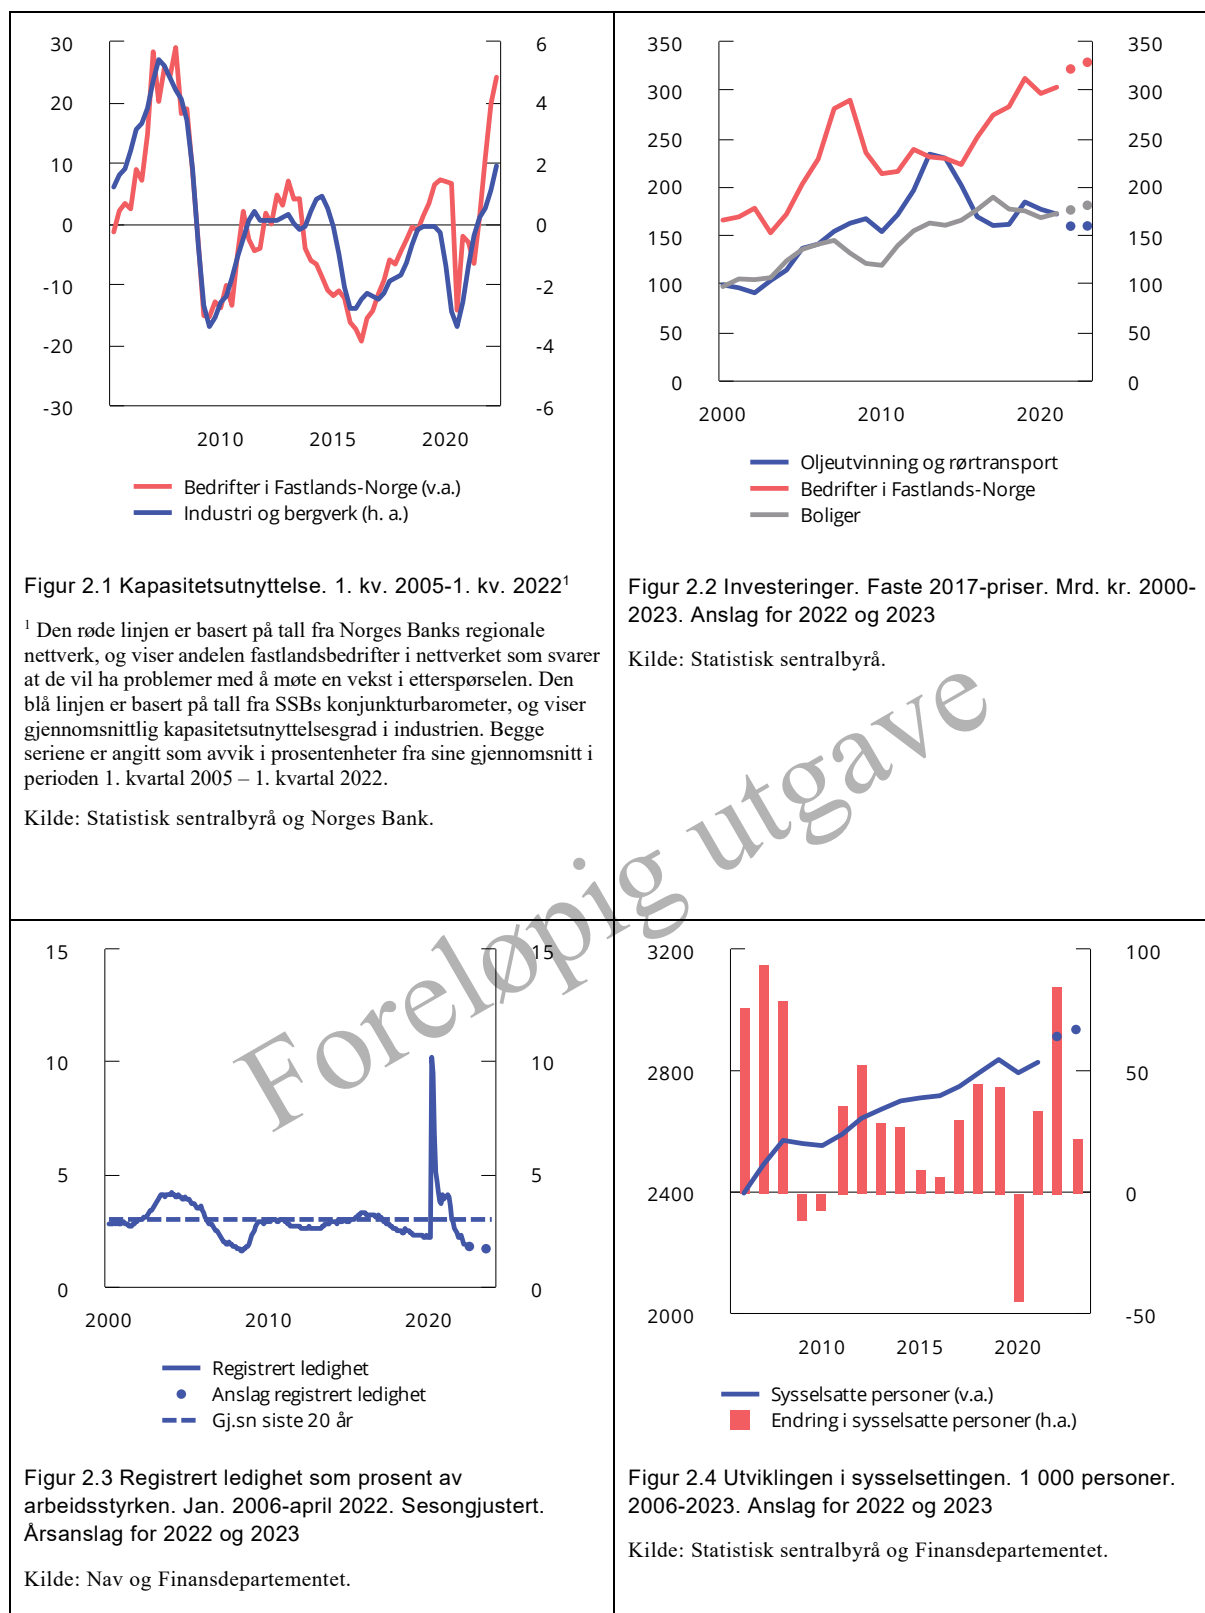 30
20
10
0
-10
-20
-30
6
4
2
0
-2
-4
-6
2010 2015 2020
Bedrifter i Fastlands-Norge (v.a.)
Industri og bergverk (h. a.)
Figur 2.1 Kapasitetsutnyttelse. 1. kv. 2005-1. kv. 2022¹
¹ Den røde linjen er basert på tall fra Norges Banks regionale
nettverk, og viser andelen fastlandsbedrifter i nettverket som svarer
at de vil ha problemer med å møte en vekst i etterspørselen. Den
blå linjen er basert på tall fra SSBs konjunkturbarometer, og viser
gjennomsnittlig kapasitetsutnyttelsesgrad i industrien. Begge
seriene er angitt som avvik i prosentenheter fra sine gjennomsnitt i
perioden 1. kvartal 2005 – 1. kvartal 2022.
Kilde: Statistisk sentralbyrå og Norges Bank.
350
300
250
200
150
100
50
0
350
300
250
200
150
100
50
0
2000 2010 2020
Oljeutvinning og rørtransport
Bedrifter i Fastlands-Norge
Boliger
Figur 2.2 Investeringer. Faste 2017-priser. Mrd. kr. 2000-
2023. Anslag for 2022 og 2023
Kilde: Statistisk sentralbyrå.
Foreløpig utgave
15
10
5
0
15
10
5
0
2000 2010 2020
Registrert ledighet
Anslag registrert ledighet
Gj.sn siste 20 år
Figur 2.3 Registrert ledighet som prosent av
arbeidsstyrken. Jan. 2006-april 2022. Sesongjustert.
Årsanslag for 2022 og 2023
Kilde: Nav og Finansdepartementet.
3200
2800
2400
2000
100
50
0
-50
2010 2015 2020
Sysselsatte personer (v.a.)
Endring i sysselsatte personer (h.a.)
Figur 2.4 Utviklingen i sysselsettingen. 1 000 personer.
2006-2023. Anslag for 2022 og 2023
Kilde: Statistisk sentralbyrå og Finansdepartementet.